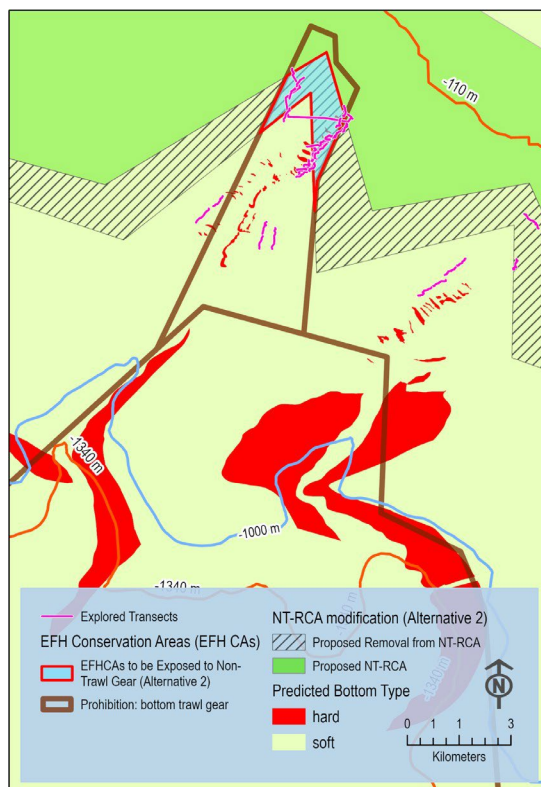 -110 m
-1340 m
-1000 m
-1340 m
Explored Transects
EFH Conservation Areas (EFH CAs)
EFHCAs to be Exposed to Non-
Trawl Gear (Alternative 2)
Prohibition: bottom trawl gear
NT-RCA modification (Alternative 2)
Proposed Removal from NT-RCA
Proposed NT-RCA
Predicted Bottom Type
hard
soft
-1340 m
N
0 1 1 2 3
Kilometers